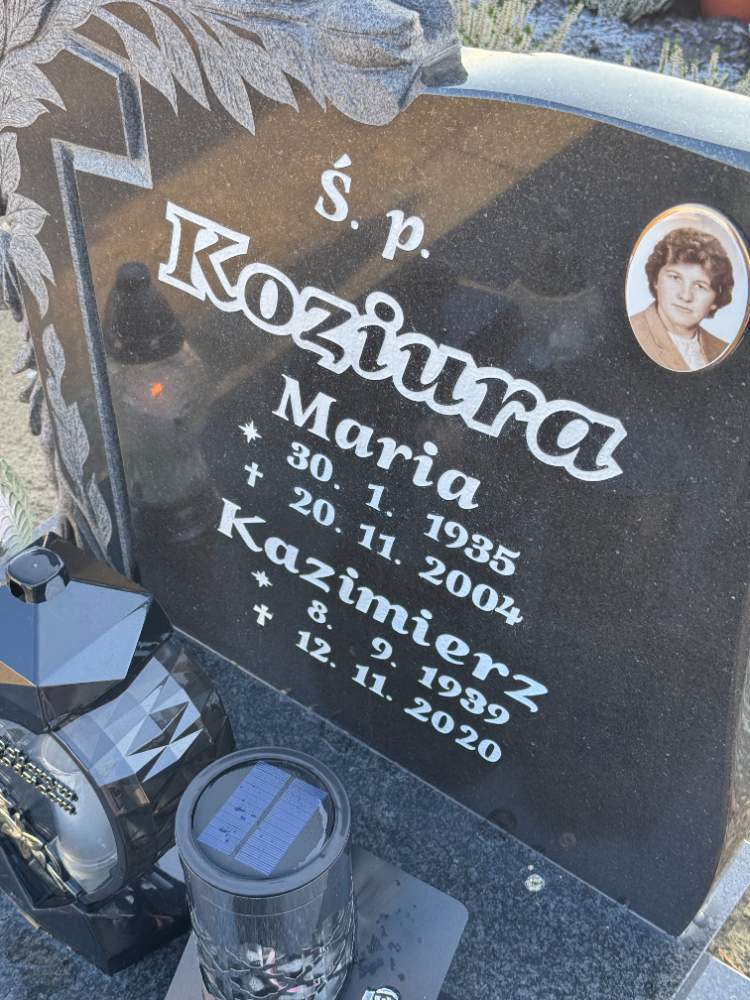 Ś. p.
Koziura
Maria
* 30. 1. 1935
✝ 20. 11. 2004
Kazimierz
* 8. 9. 1939
✝ 12. 11. 2020